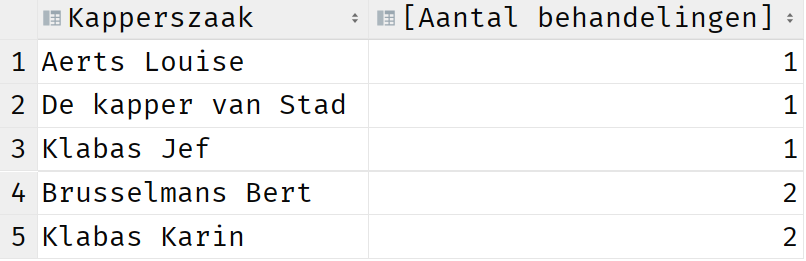 Kapperszaak [Aantal behandelingen]
1 Aerts Louise 1
2 De kapper van Stad 1
3 Klabas Jef 1
4 Brusselmans Bert 2
5 Klabas Karin 2